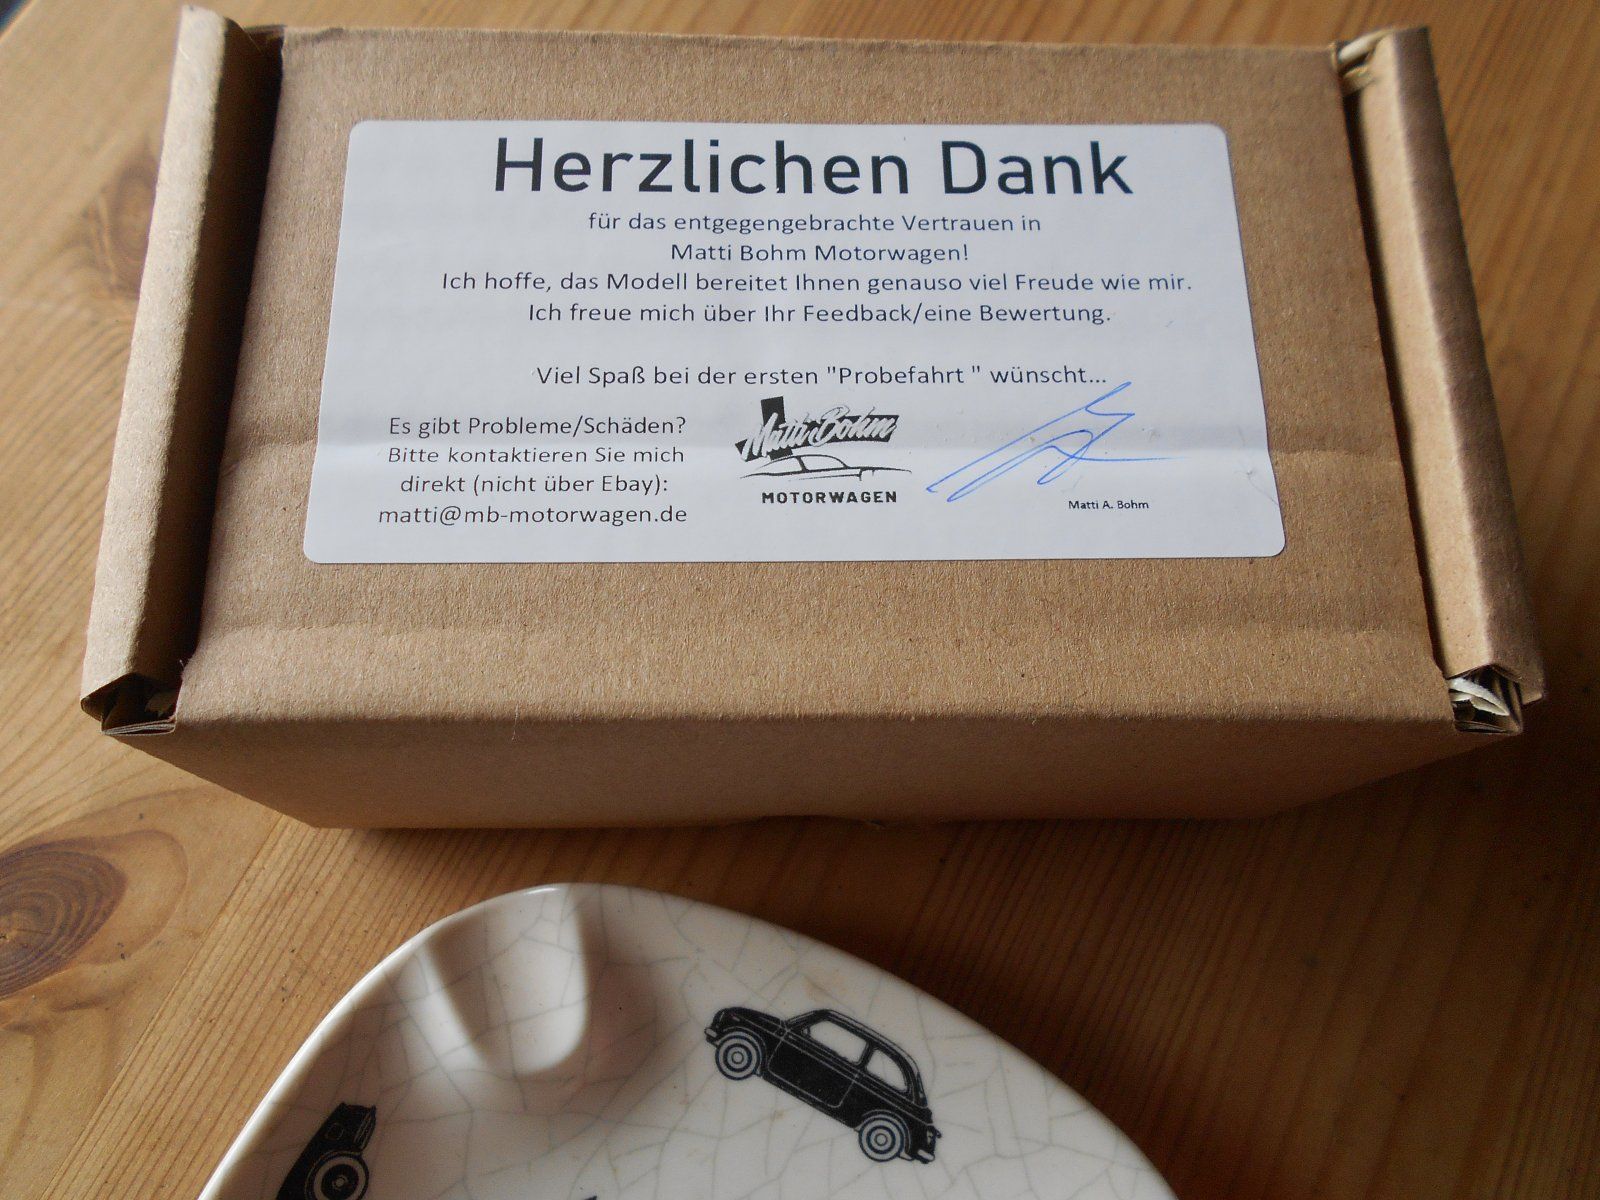 Herzlichen Dank
für das entgegengebrachte Vertrauen in
Matti Bohm Motorwagen!
Ich hoffe, das Modell bereitet Ihnen genauso viel Freude wie mir.
Ich freue mich über Ihr Feedback/eine Bewertung.
Viel Spaß bei der ersten "Probefahrt " wünscht...
Es gibt Probleme/Schäden?
Bitte kontaktieren Sie mich
direkt (nicht über Ebay):
matti@mb-motorwagen.de
Matti Bohm
MOTORWAGEN
Matti A. Bohm